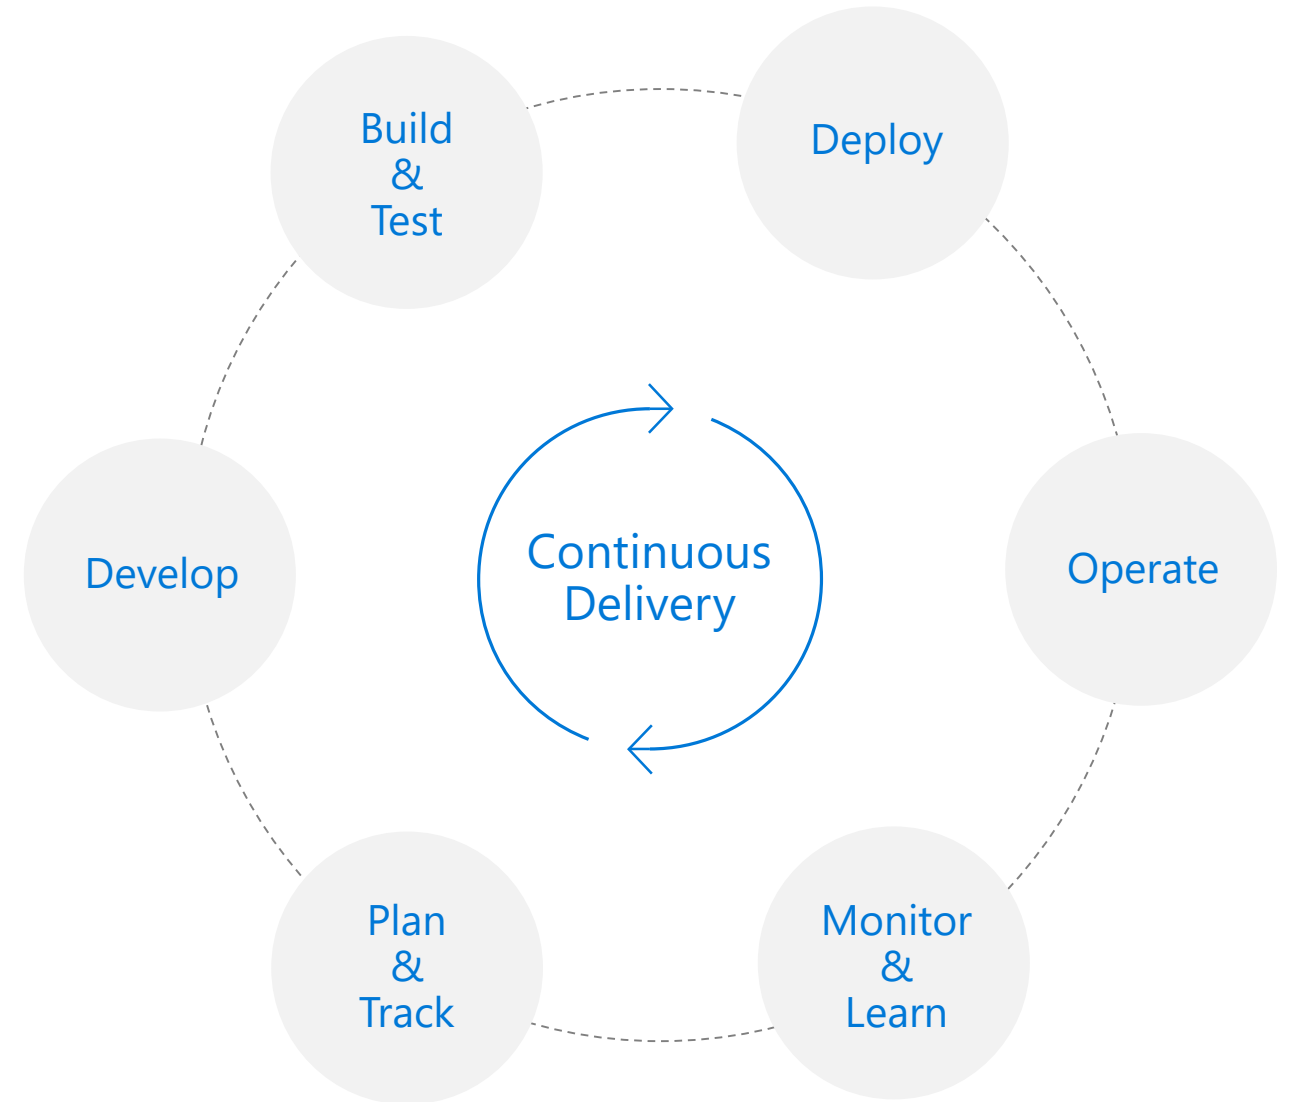 Build
&
Test
Deploy
Develop
Continuous
Delivery
Operate
Plan
&
Track
Monitor
&
Learn